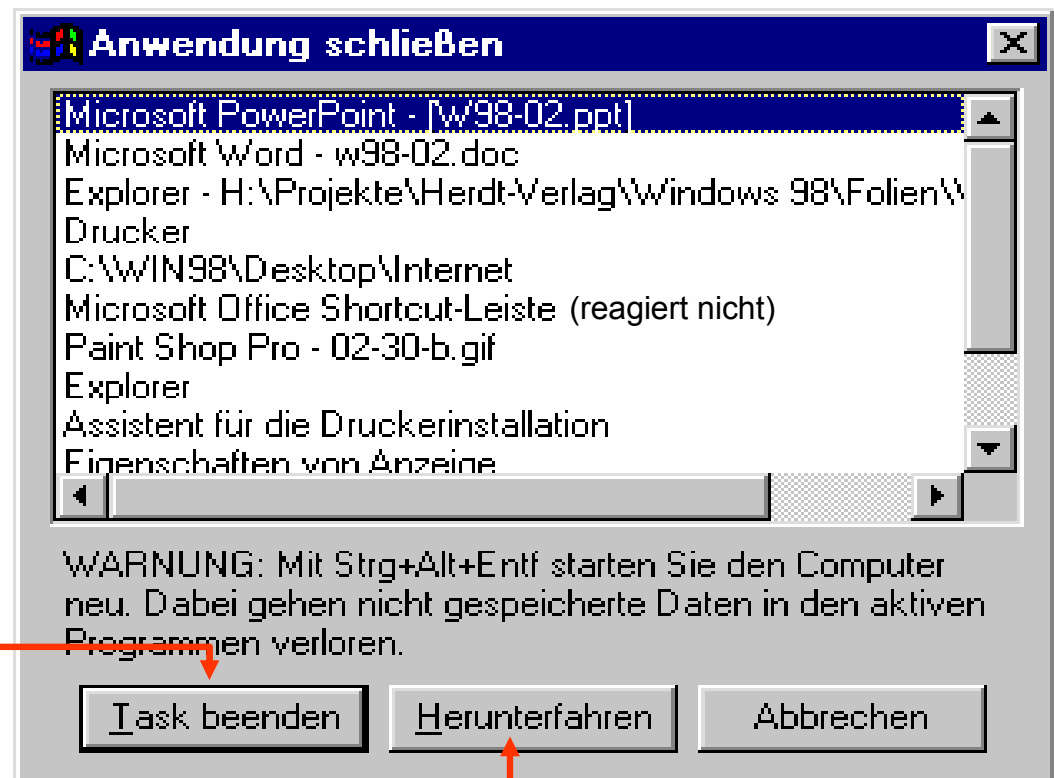 Anwendung schließen
Microsoft PowerPoint - [W98-02.ppt]
Microsoft Word - w98-02.doc
Explorer - H:\Projekte\Herdt-Verlag\Windows 98\Folien\
Drucker
C:\WIN98\Desktop\Internet
Microsoft Office Shortcut-Leiste (reagiert nicht)
Paint Shop Pro - 02-30-b.gif
Explorer
Assistent für die Druckerinstallation
Eigenschaften von Anzeige
WARNUNG: Mit Strg+Alt+Entf starten Sie den Computer
neu. Dabei gehen nicht gespeicherte Daten in den aktiven
Programmen verloren.
Task beenden Herunterfahren Abbrechen